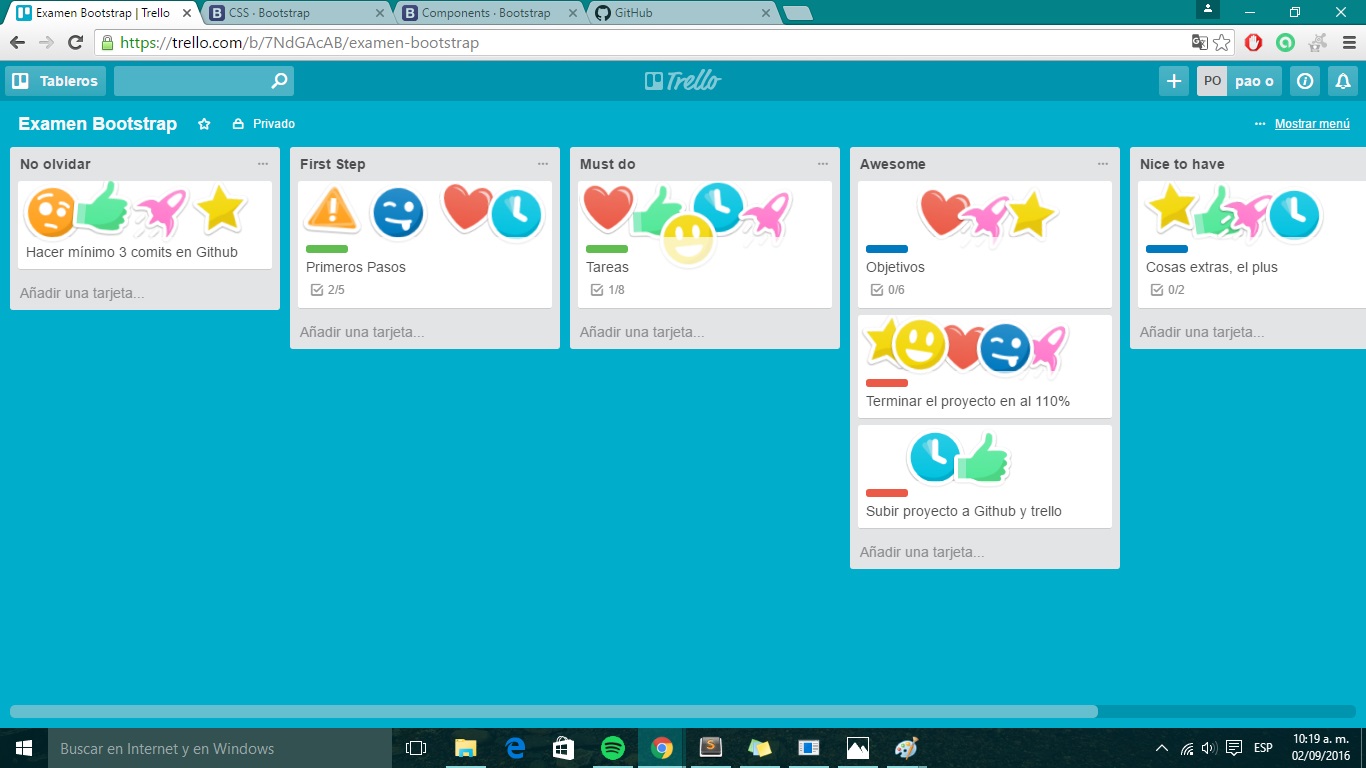 Examen Bootstrap | Trello
CSS · Bootstrap
Components · Bootstrap
GitHub
https://trello.com/b/7NdGAcAB/examen-bootstrap
Tableros
Trello
PO
pao o
Examen Bootstrap
Privado
Mostrar menú
No olvidar
Hacer mínimo 3 comits en Github
Añadir una tarjeta...
First Step
Primeros Pasos
2/5
Añadir una tarjeta...
Must do
Tareas
1/8
Añadir una tarjeta...
Awesome
Objetivos
0/6
Terminar el proyecto en al 110%
Subir proyecto a Github y trello
Añadir una tarjeta...
Nice to have
Cosas extras, el plus
0/2
Añadir una tarjeta...
Buscar en Internet y en Windows
ESP
10:19 a. m.
02/09/2016